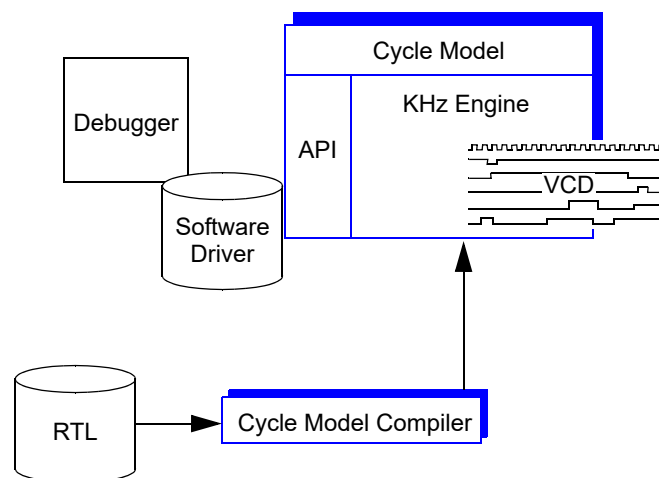 Cycle Model
KHz Engine
Debugger
API
VCD
Software
Driver
RTL
Cycle Model Compiler